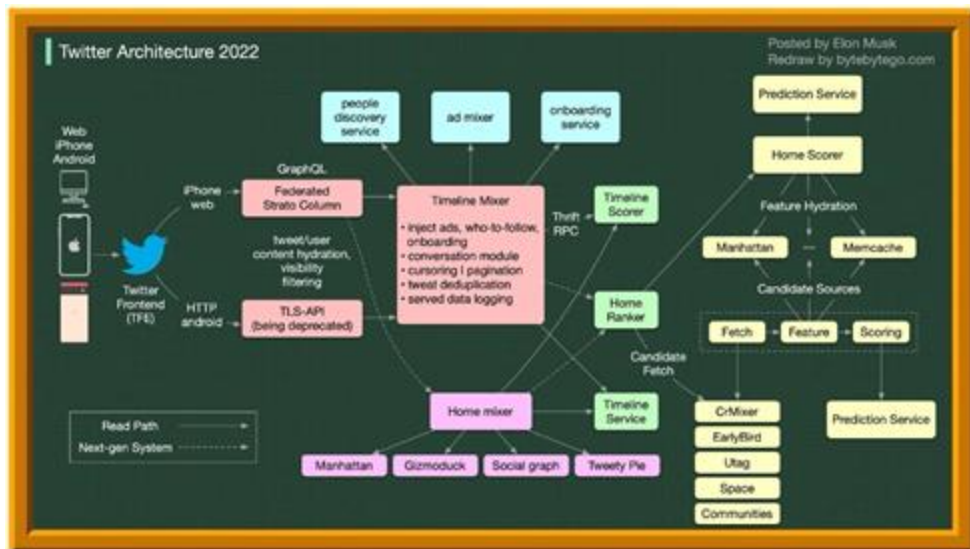 Twitter Architecture 2022
Posted by Elon Musk
Redraw by bytebytego.com
Web
iPhone
Android
Twitter
Frontend
(TFE)
iPhone
web
HTTP
android
GraphQL
Federated
Strato Column
tweet/user
content hydration,
visibility
filtering
TLS-API
(being deprecated)
people
discovery
service
ad mixer
onboarding
service
Timeline Mixer
• inject ads, who-to-follow,
onboarding
• conversation module
• cursoring | pagination
• tweet deduplication
• served data logging
Thrift
RPC
Timeline
Scorer
Home
Ranker
Candidate
Fetch
Timeline
Service
Home mixer
Manhattan
Gizmoduck
Social graph
Tweety Pie
Prediction Service
Home Scorer
Feature Hydration
Manhattan
...
Memcache
Candidate Sources
Fetch
Feature
Scoring
CrMixer
EarlyBird
Utag
Space
Communities
Prediction Service
Read Path
Next-gen System